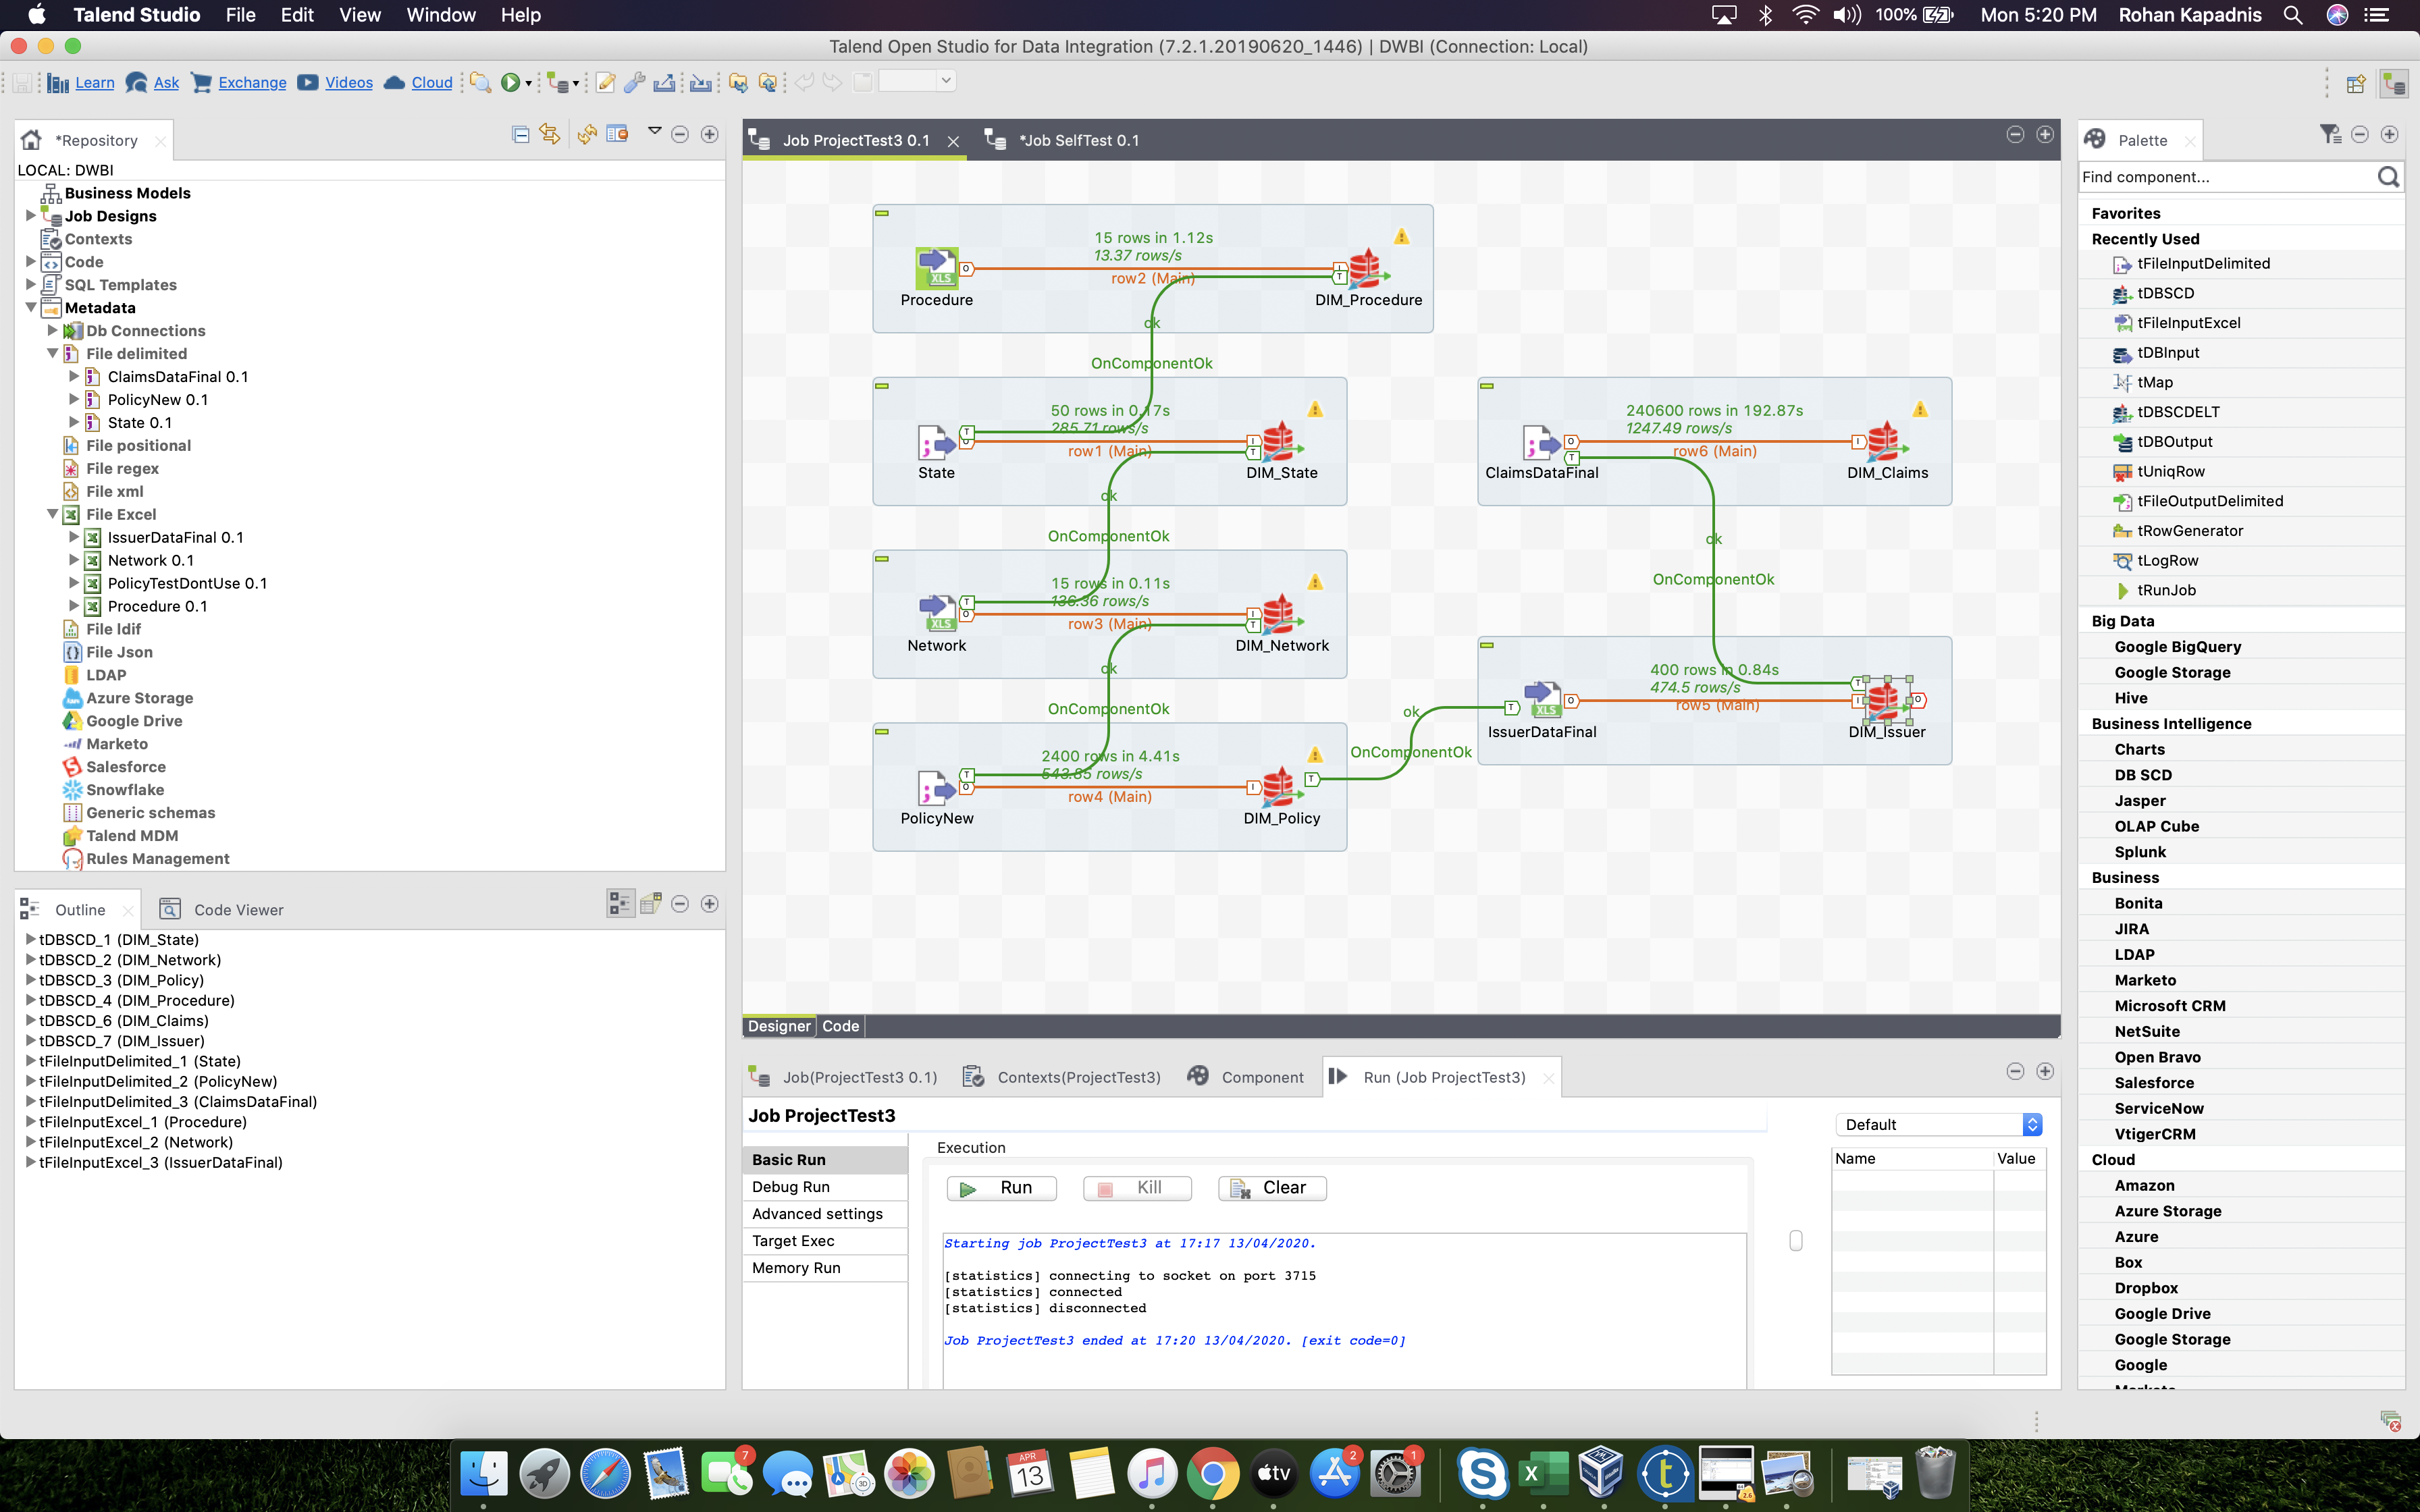 Talend Studio File Edit View Window Help 100% Mon 5:20 PM Rohan Kapadnis
Talend Open Studio for Data Integration (7.2.1.20190620_1446) | DWBI (Connection: Local)
Learn Ask Exchange Videos Cloud
*Repository
LOCAL: DWBI
Business Models
Job Designs
Contexts
Code
SQL Templates
Metadata
Db Connections
File delimited
ClaimsDataFinal 0.1
PolicyNew 0.1
State 0.1
File positional
File regex
File xml
File Excel
IssuerDataFinal 0.1
Network 0.1
PolicyTestDontUse 0.1
Procedure 0.1
File ldif
File Json
LDAP
Azure Storage
Google Drive
Marketo
Salesforce
Snowflake
Generic schemas
Talend MDM
Rules Management
Outline Code Viewer
tDBSCD_1 (DIM_State)
tDBSCD_2 (DIM_Network)
tDBSCD_3 (DIM_Policy)
tDBSCD_4 (DIM_Procedure)
tDBSCD_6 (DIM_Claims)
tDBSCD_7 (DIM_Issuer)
tFileInputDelimited_1 (State)
tFileInputDelimited_2 (PolicyNew)
tFileInputDelimited_3 (ClaimsDataFinal)
tFileInputExcel_1 (Procedure)
tFileInputExcel_2 (Network)
tFileInputExcel_3 (IssuerDataFinal)
Job ProjectTest3 0.1 *Job SelfTest 0.1
15 rows in 1.12s
13.37 rows/s
row2 (Main)
XLS
O I T
Procedure DIM_Procedure
ok
OnComponentOk
50 rows in 0.17s
285.71 rows/s
row1 (Main)
T O I T
State DIM_State
ok
OnComponentOk
15 rows in 0.11s
136.36 rows/s
row3 (Main)
XLS
T O I T
Network DIM_Network
ok
OnComponentOk
2400 rows in 4.41s
543.85 rows/s
row4 (Main)
T O I T
PolicyNew DIM_Policy
ok
OnComponentOk
240600 rows in 192.87s
1247.49 rows/s
row6 (Main)
O T I
ClaimsDataFinal DIM_Claims
ok
OnComponentOk
400 rows in 0.84s
474.5 rows/s
row5 (Main)
XLS
T O T I O
IssuerDataFinal DIM_Issuer
Designer Code
Job(ProjectTest3 0.1) Contexts(ProjectTest3) Component Run (Job ProjectTest3)
Job ProjectTest3
Basic Run
Debug Run
Advanced settings
Target Exec
Memory Run
Execution
Run Kill Clear
Starting job ProjectTest3 at 17:17 13/04/2020.
[statistics] connecting to socket on port 3715
[statistics] connected
[statistics] disconnected
Job ProjectTest3 ended at 17:20 13/04/2020. [exit code=0]
Default
Name Value
Palette
Find component...
Favorites
Recently Used
tFileInputDelimited
tDBSCD
tFileInputExcel
tDBInput
tMap
tDBSCDELT
tDBOutput
tUniqRow
tFileOutputDelimited
tRowGenerator
tLogRow
tRunJob
Big Data
Google BigQuery
Google Storage
Hive
Business Intelligence
Charts
DB SCD
Jasper
OLAP Cube
Splunk
Business
Bonita
JIRA
LDAP
Marketo
Microsoft CRM
NetSuite
Open Bravo
Salesforce
ServiceNow
VtigerCRM
Cloud
Amazon
Azure Storage
Azure
Box
Dropbox
Google Drive
Google Storage
Google
Marketo
7 APR 13 tv 2 1 S X t